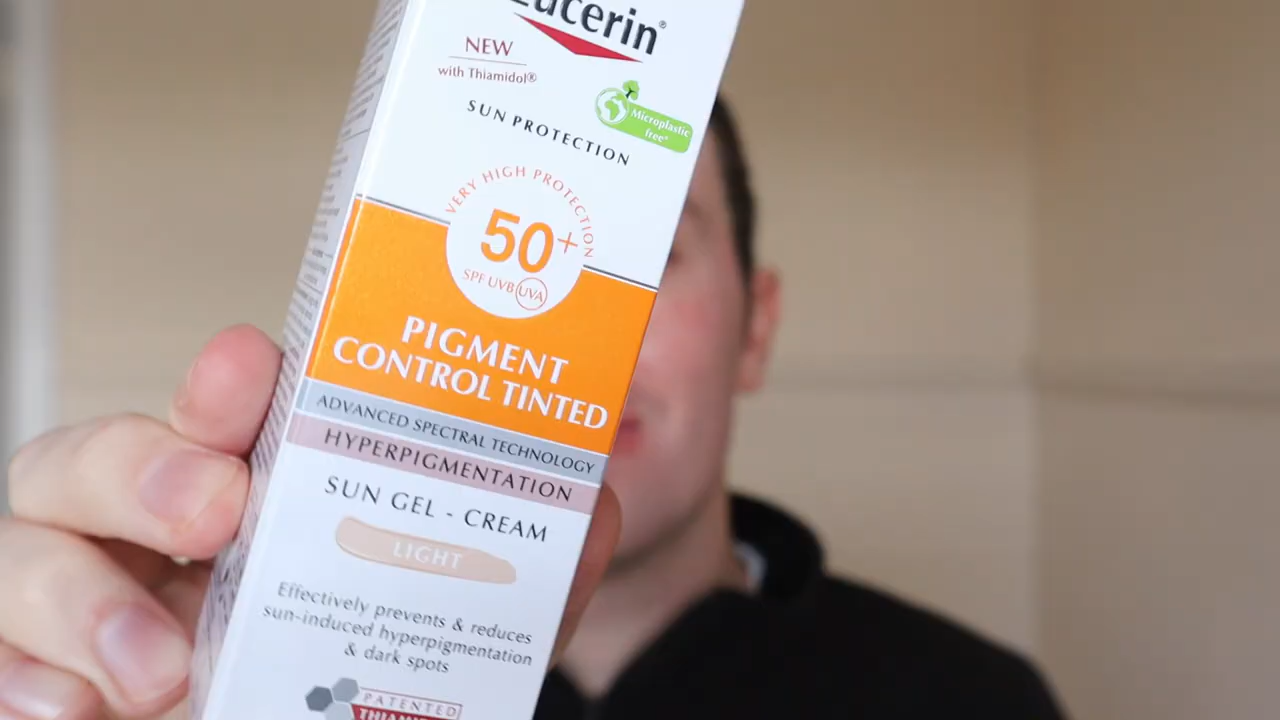 Eucerin®
NEW
with Thiamidol®
Microplastic
free*
SUN PROTECTION
VERY HIGH PROTECTION
50+
SPF UVB UVA
PIGMENT
CONTROL TINTED
ADVANCED SPECTRAL TECHNOLOGY
HYPERPIGMENTATION
SUN GEL - CREAM
LIGHT
Effectively prevents & reduces
sun-induced hyperpigmentation
& dark spots
PATENTED